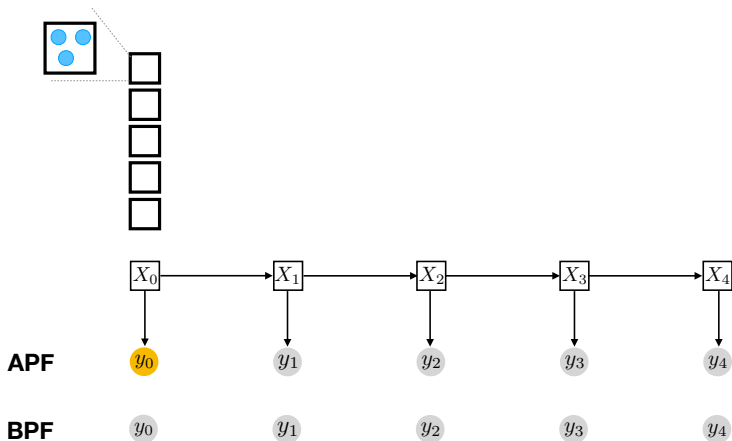 X₀ X₁ X₂ X₃ X₄
APF y₀ y₁ y₂ y₃ y₄
BPF y₀ y₁ y₂ y₃ y₄